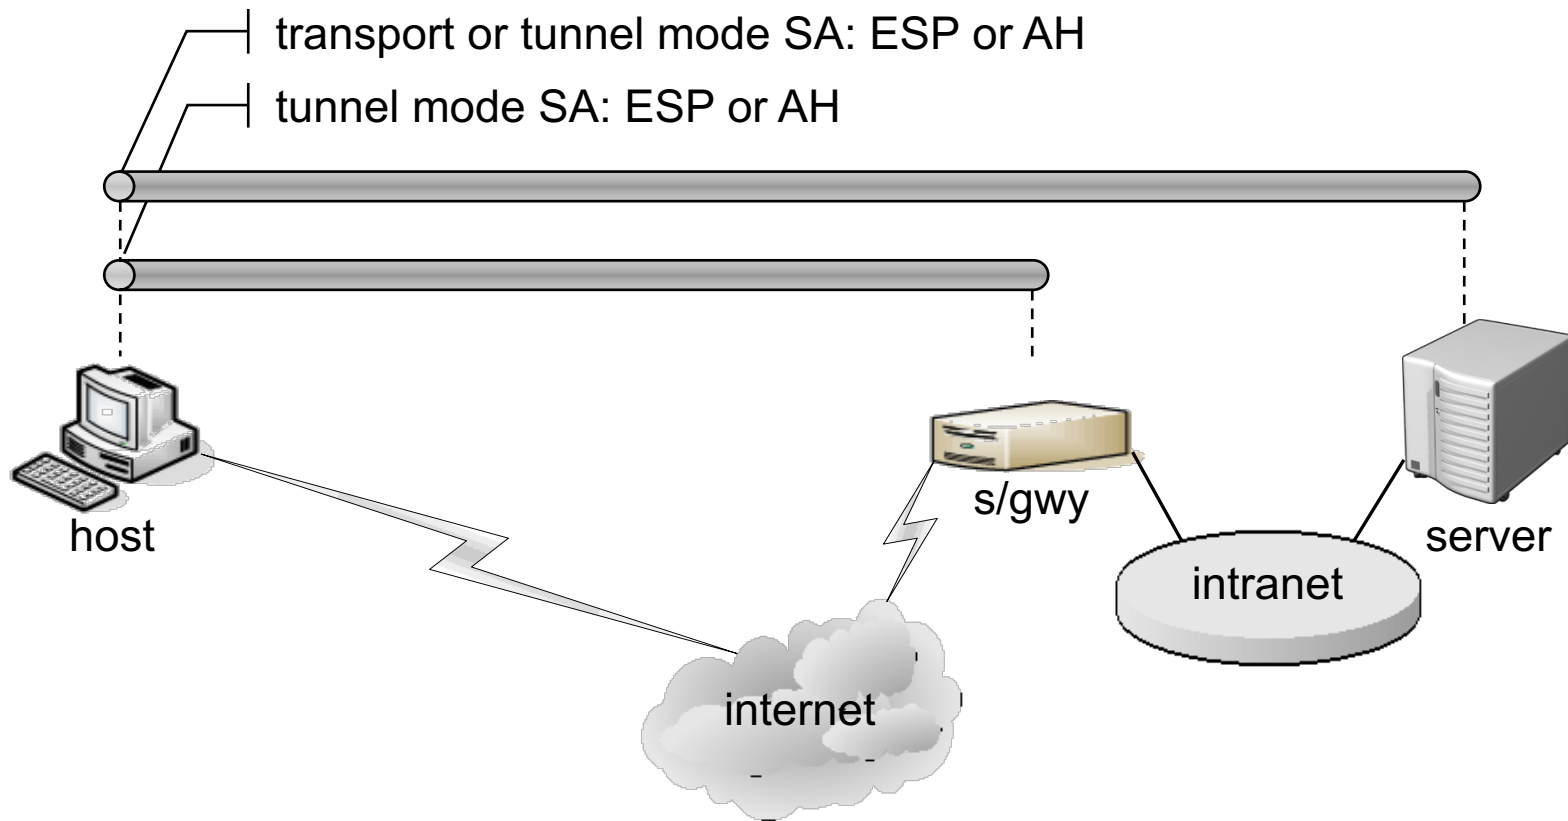 transport or tunnel mode SA: ESP or AH
tunnel mode SA: ESP or AH
s/gwy
host
server
intranet
internet